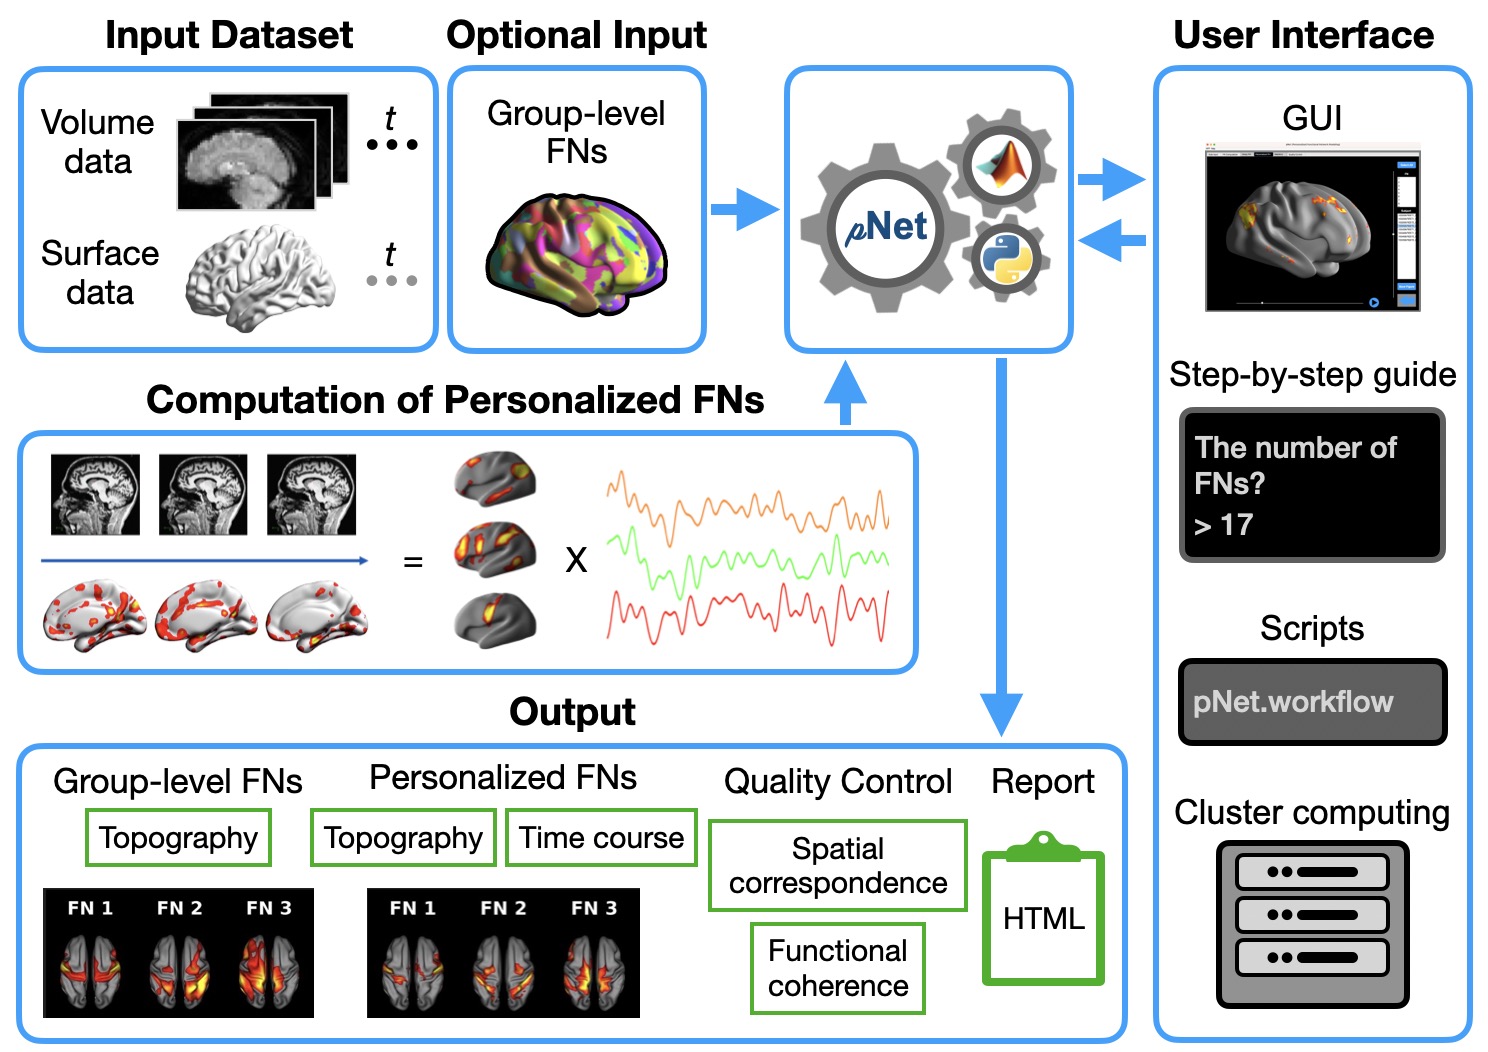 Input Dataset
Optional Input
User Interface
Volume
data
t
Surface
data
t
Group-level
FNs
pNet
GUI
Step-by-step guide
The number of
FNs?
> 17
Scripts
pNet.workflow
Cluster computing
Computation of Personalized FNs
=
X
Output
Group-level FNs
Topography
FN 1 FN 2 FN 3
Personalized FNs
Topography
Time course
FN 1 FN 2 FN 3
Quality Control
Spatial
correspondence
Functional
coherence
Report
HTML